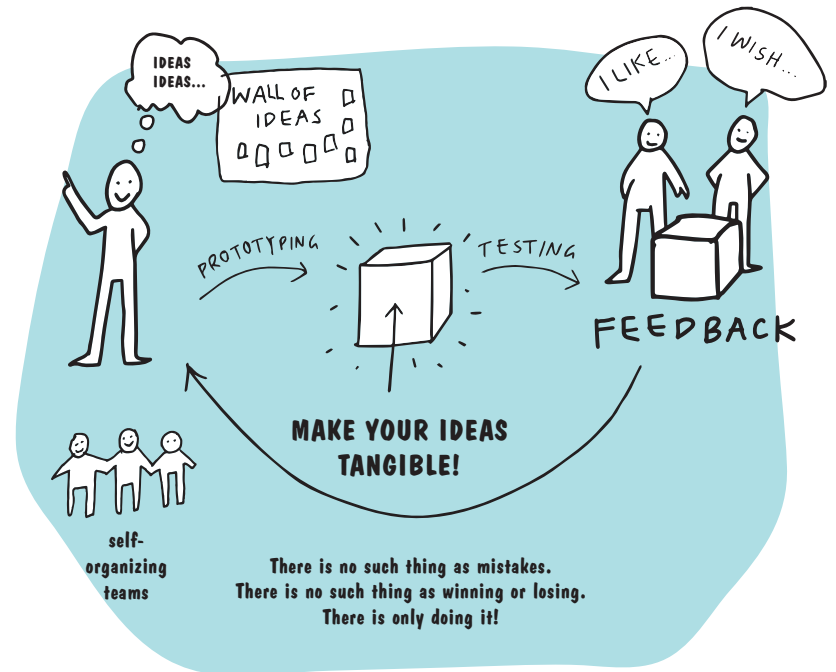 IDEAS
IDEAS...
WALL OF
IDEAS
I LIKE...
I WISH...
PROTOTYPING
TESTING
FEEDBACK
MAKE YOUR IDEAS
TANGIBLE!
self-
organizing
teams
There is no such thing as mistakes.
There is no such thing as winning or losing.
There is only doing it!